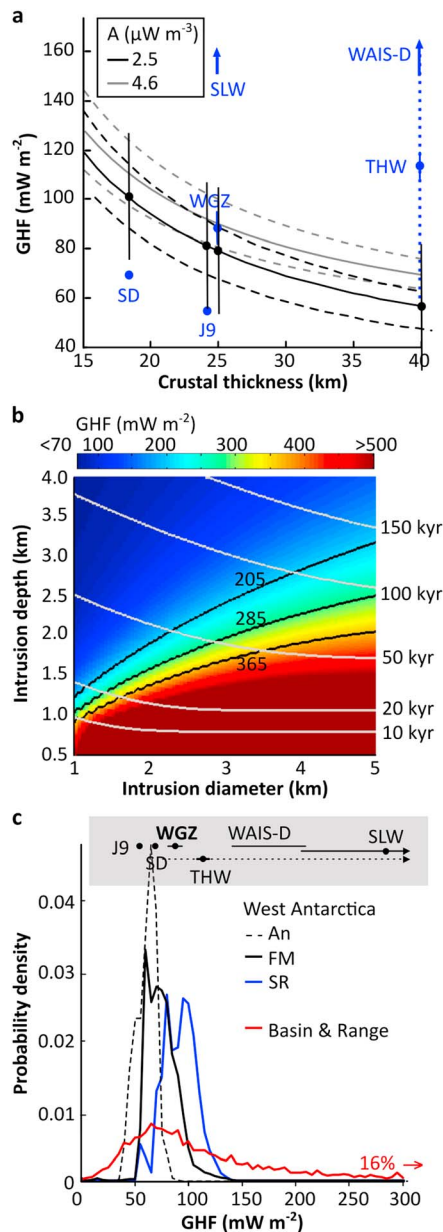 a
A (μW m⁻³)
2.5
4.6
WAIS-D
SLW
160
140
120
100
80
60
40
GHF (mW m⁻²)
THW
WGZ
SD
J9
15
20
25
30
35
40
Crustal thickness (km)
b
GHF (mW m⁻²)
<70
100
200
300
400
>500
4.0
3.5
3.0
2.5
2.0
1.5
1.0
0.5
Intrusion depth (km)
205
285
365
150 kyr
100 kyr
50 kyr
20 kyr
10 kyr
1
2
3
4
5
Intrusion diameter (km)
c
WGZ
WAIS-D
SLW
J9
SD
THW
West Antarctica
An
FM
SR
Basin & Range
0.04
0.03
0.02
0.01
0
Probability density
16% →
0
50
100
150
200
250
300
GHF (mW m⁻²)